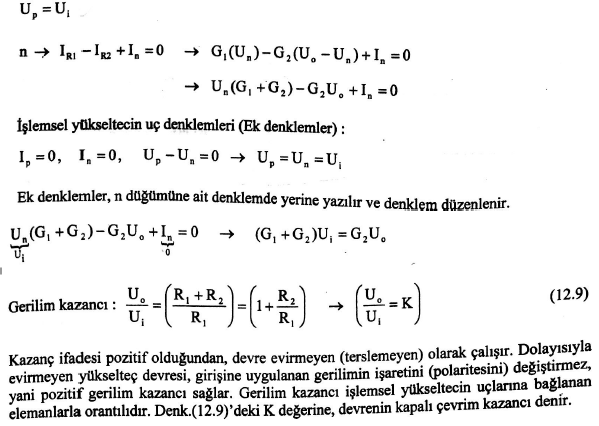 U_p = U_i
n → I_R1 − I_R2 + I_n = 0 → G_1(U_n) − G_2(U_o − U_n) + I_n = 0
→ U_n(G_1 + G_2) − G_2U_o + I_n = 0
İşlemsel yükseltecin uç denklemleri (Ek denklemler) :
I_p = 0, I_n = 0, U_p − U_n = 0 → U_p = U_n = U_i
Ek denklemler, n düğümüne ait denklemde yerine yazılır ve denklem düzenlenir.
U_n(G_1 + G_2) − G_2U_o + I_n = 0 → (G_1 + G_2)U_i = G_2U_o
U_i 0
Gerilim kazancı : U_o/U_i = ((R_1 + R_2)/R_1) = (1 + R_2/R_1) → (U_o/U_i = K) (12.9)
Kazanç ifadesi pozitif olduğundan, devre evirmeyen (terslemeyen) olarak çalışır. Dolayısıyla
evirmeyen yükselteç devresi, girişine uygulanan gerilimin işaretini (polaritesini) değiştirmez,
yani pozitif gerilim kazancı sağlar. Gerilim kazancı işlemsel yükseltecin uçlarına bağlanan
elemanlarla orantılıdır. Denk.(12.9)'deki K değerine, devrenin kapalı çevrim kazancı denir.